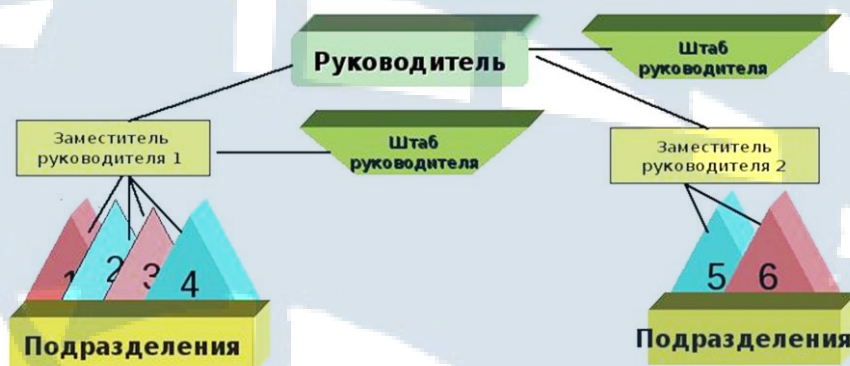 Руководитель
Штаб
руководителя
Заместитель
руководителя 1
Штаб
руководителя
Заместитель
руководителя 2
1
2
3
4
5
6
Подразделения
Подразделения